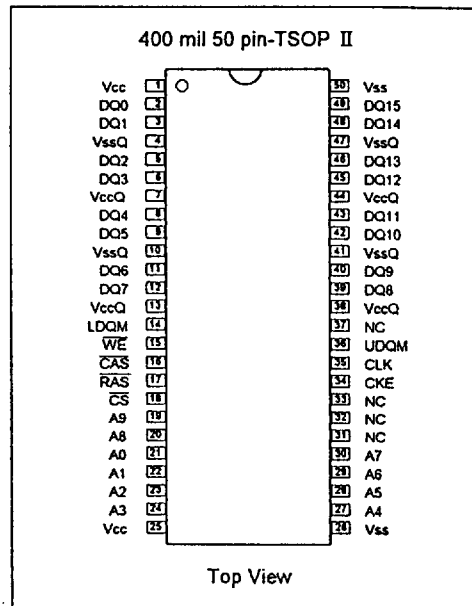 400 mil 50 pin-TSOP II
Vcc 1 50 Vss
DQ0 2 49 DQ15
DQ1 3 48 DQ14
VssQ 4 47 VssQ
DQ2 5 46 DQ13
DQ3 6 45 DQ12
VccQ 7 44 VccQ
DQ4 8 43 DQ11
DQ5 9 42 DQ10
VssQ 10 41 VssQ
DQ6 11 40 DQ9
DQ7 12 39 DQ8
VccQ 13 38 VccQ
LDQM 14 37 NC
W̅E̅ 15 36 UDQM
C̅A̅S̅ 16 35 CLK
R̅A̅S̅ 17 34 CKE
C̅S̅ 18 33 NC
A9 19 32 NC
A8 20 31 NC
A0 21 30 A7
A1 22 29 A6
A2 23 28 A5
A3 24 27 A4
Vcc 25 26 Vss
Top View